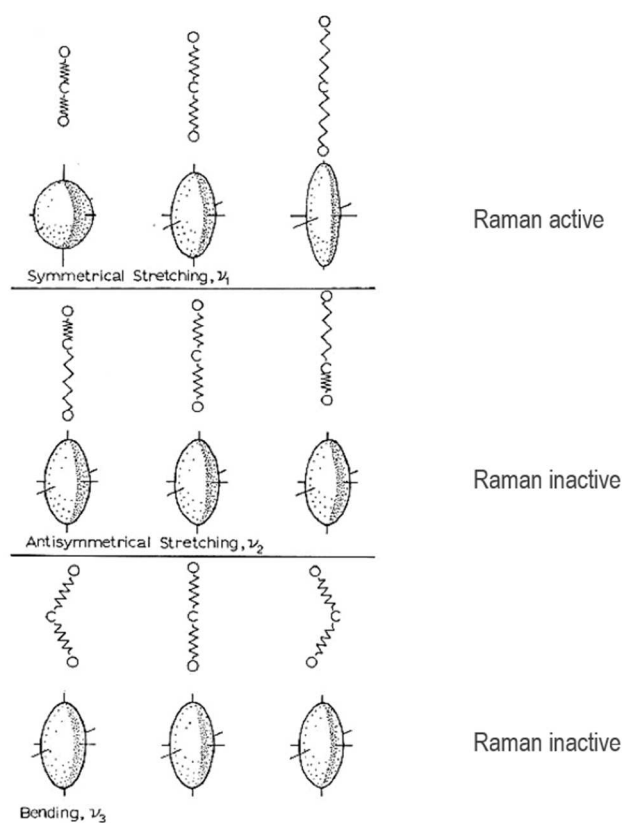 O
C
O
O
C
O
O
C
O
Raman active
Symmetrical Stretching, ν₁
O
C
O
O
C
O
O
C
O
Raman inactive
Antisymmetrical Stretching, ν₂
O
C
O
O
C
O
O
C
O
Raman inactive
Bending, ν₃